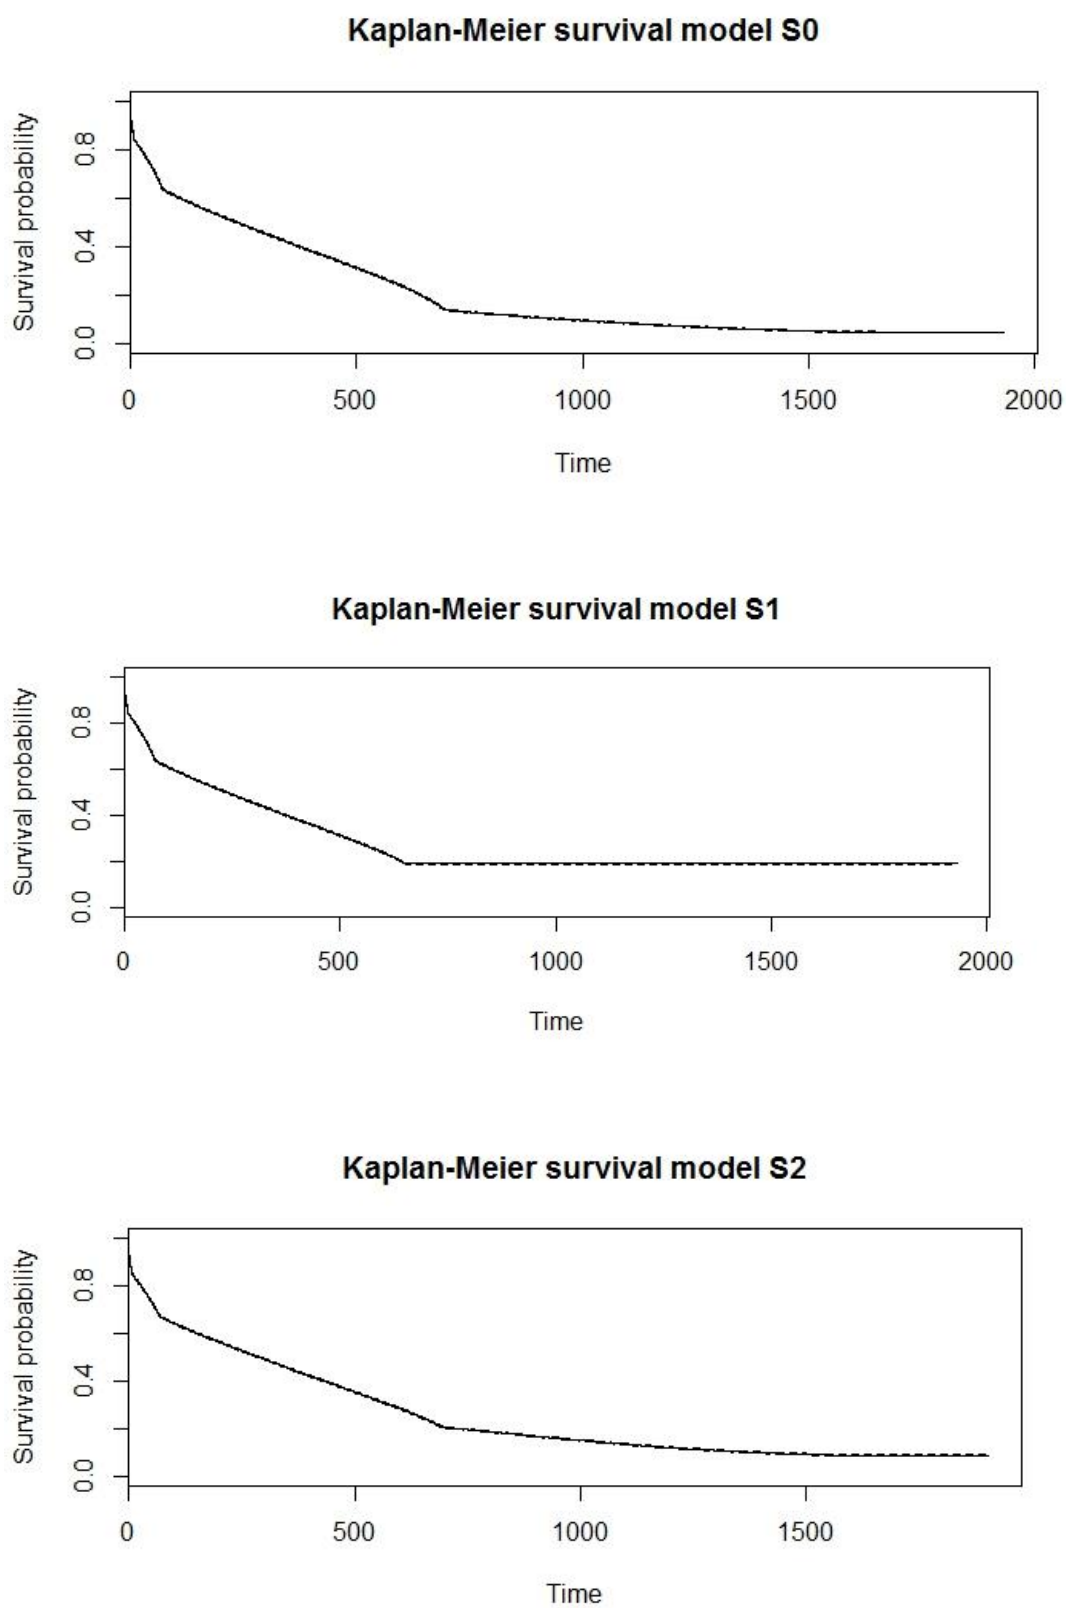 Kaplan-Meier survival model S0
Survival probability
0.8
0.4
0.0
0 500 1000 1500 2000
Time
Kaplan-Meier survival model S1
Survival probability
0.8
0.4
0.0
0 500 1000 1500 2000
Time
Kaplan-Meier survival model S2
Survival probability
0.8
0.4
0.0
0 500 1000 1500
Time